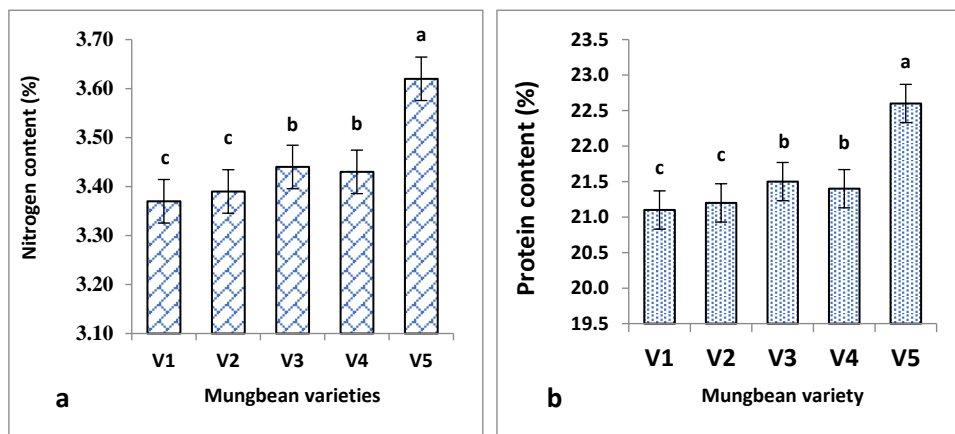 3.70
3.60
3.50
3.40
3.30
3.20
3.10
Nitrogen content (%)
c
c
b
b
a
V1 V2 V3 V4 V5
Mungbean varieties
a
23.5
23.0
22.5
22.0
21.5
21.0
20.5
20.0
19.5
Protein content (%)
c
c
b
b
a
V1 V2 V3 V4 V5
Mungbean variety
b